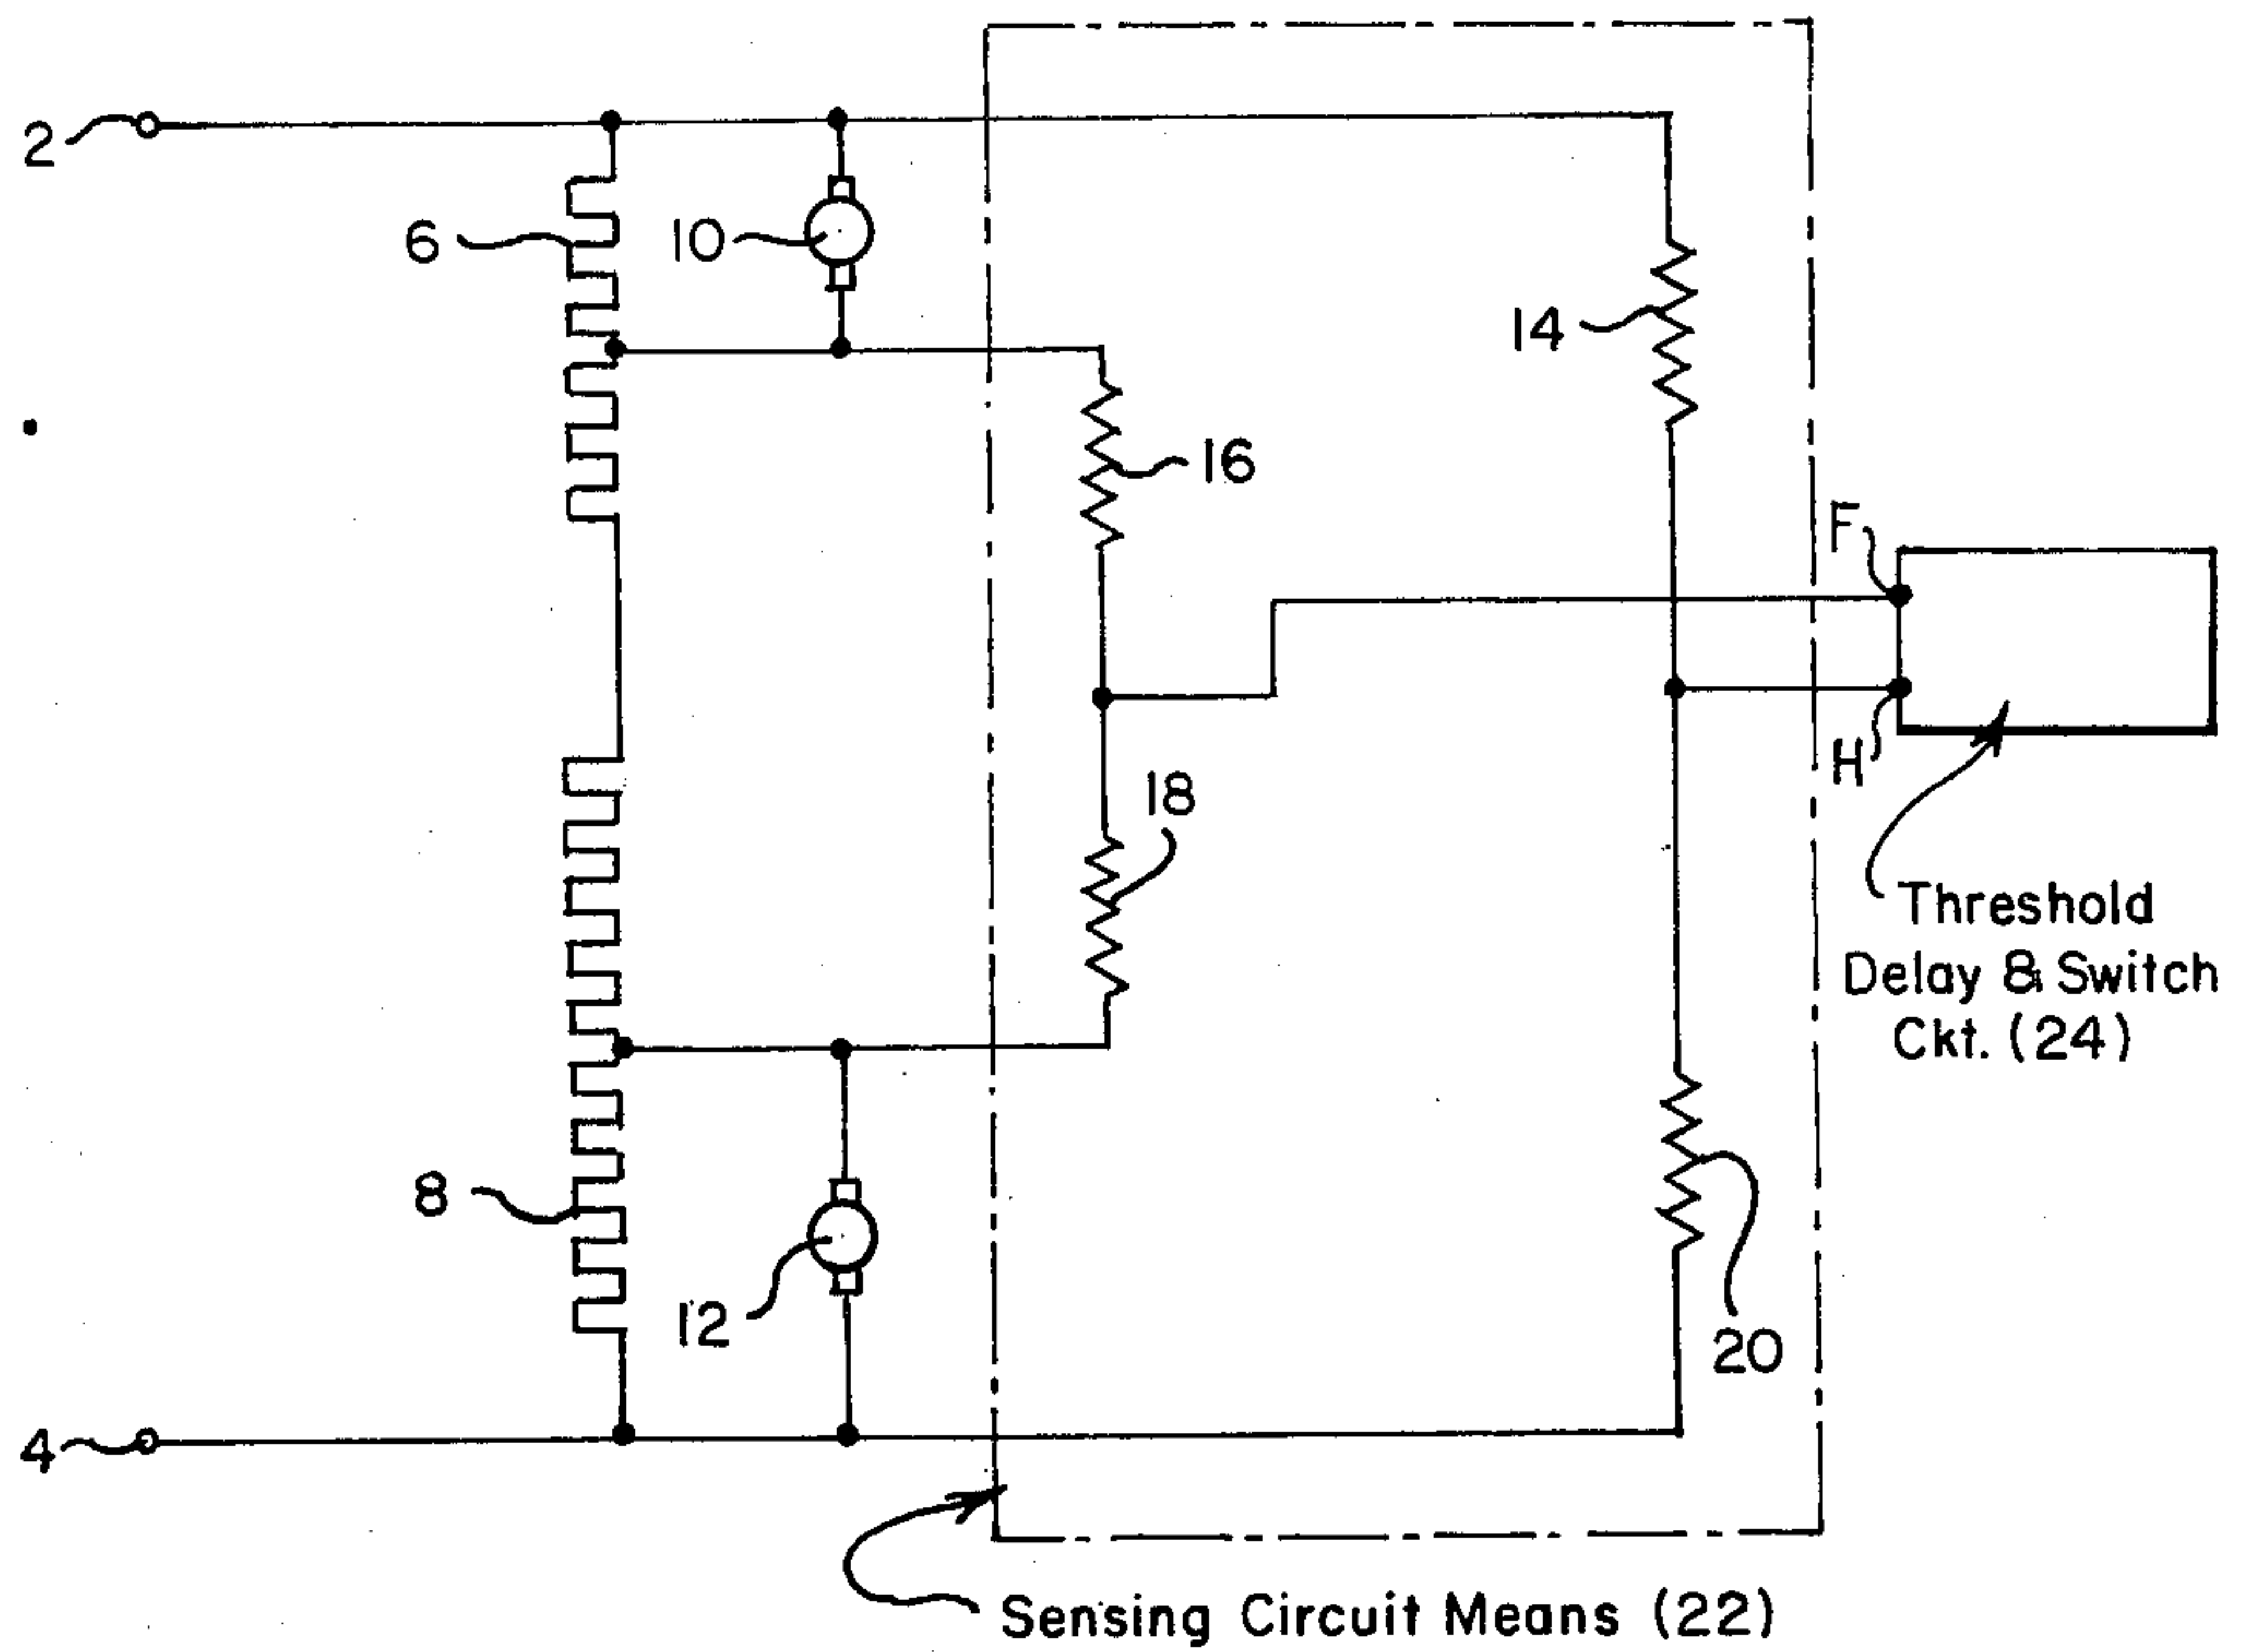 2
6
10
14
16
F
H
18
Threshold
Delay & Switch
Ckt. (24)
8
12
20
4
Sensing Circuit Means (22)